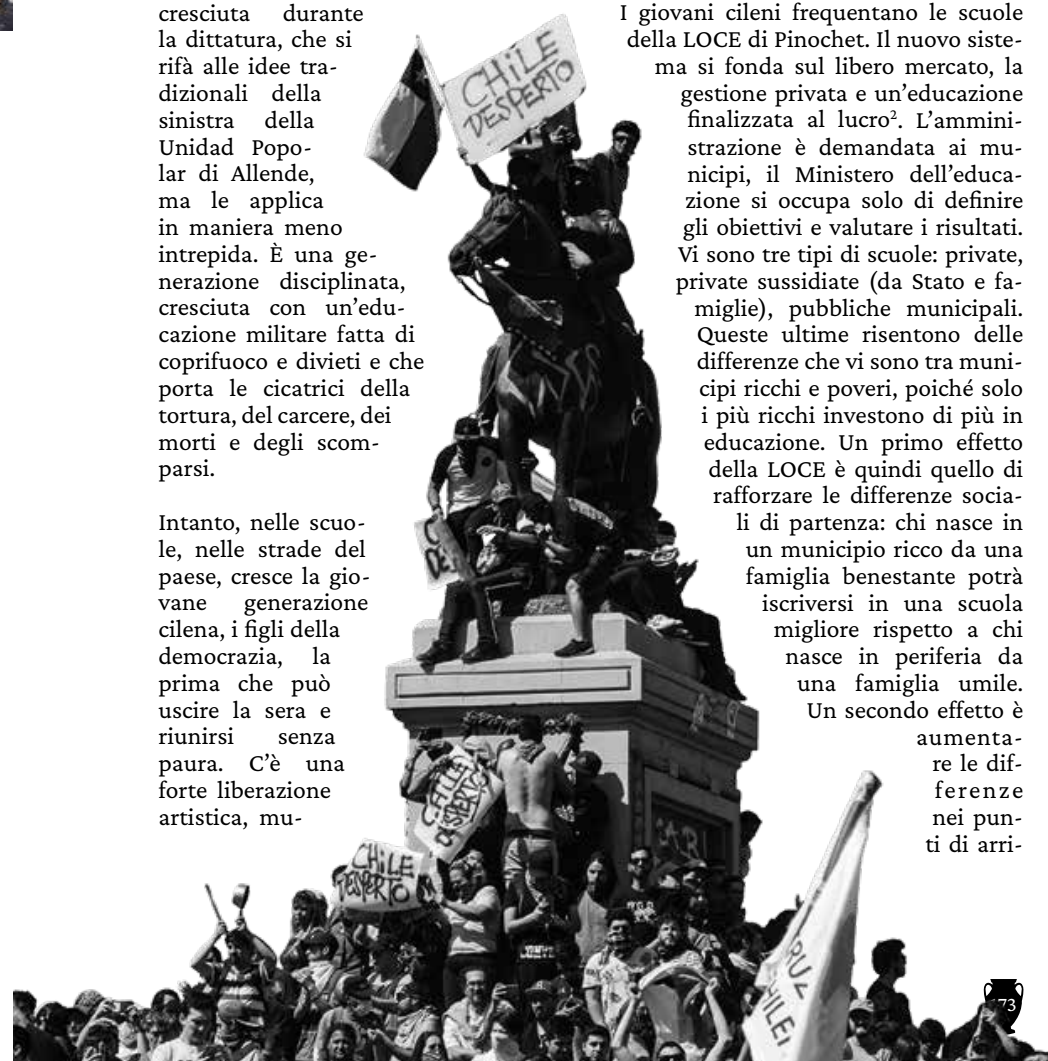 cresciuta durante
la dittatura, che si
rifà alle idee tra-
dizionali della
sinistra della
Unidad Popo-
lar di Allende,
ma le applica
in maniera meno
intrepida. È una ge-
nerazione disciplinata,
cresciuta con un’edu-
cazione militare fatta di
coprifuoco e divieti e che
porta le cicatrici della
tortura, del carcere, dei
morti e degli scom-
parsi.
Intanto, nelle scuo-
le, nelle strade del
paese, cresce la gio-
vane generazione
cilena, i figli della
democrazia, la
prima che può
uscire la sera e
riunirsi senza
paura. C’è una
forte liberazione
artistica, mu-
I giovani cileni frequentano le scuole
della LOCE di Pinochet. Il nuovo siste-
ma si fonda sul libero mercato, la
gestione privata e un’educazione
finalizzata al lucro². L’ammini-
strazione è demandata ai mu-
nicipi, il Ministero dell’educa-
zione si occupa solo di definire
gli obiettivi e valutare i risultati.
Vi sono tre tipi di scuole: private,
private sussidiate (da Stato e fa-
miglie), pubbliche municipali.
Queste ultime risentono delle
differenze che vi sono tra muni-
cipi ricchi e poveri, poiché solo
i più ricchi investono di più in
educazione. Un primo effetto
della LOCE è quindi quello di
rafforzare le differenze socia-
li di partenza: chi nasce in
un municipio ricco da una
famiglia benestante potrà
iscriversi in una scuola
migliore rispetto a chi
nasce in periferia da
una famiglia umile.
Un secondo effetto è
aumenta-
re le dif-
ferenze
nei pun-
ti di arri-
CHiLE
DESPERTO
CHiLE
DESPERTO
CHiLE
DESPERTO
RUZ
CHILE
73